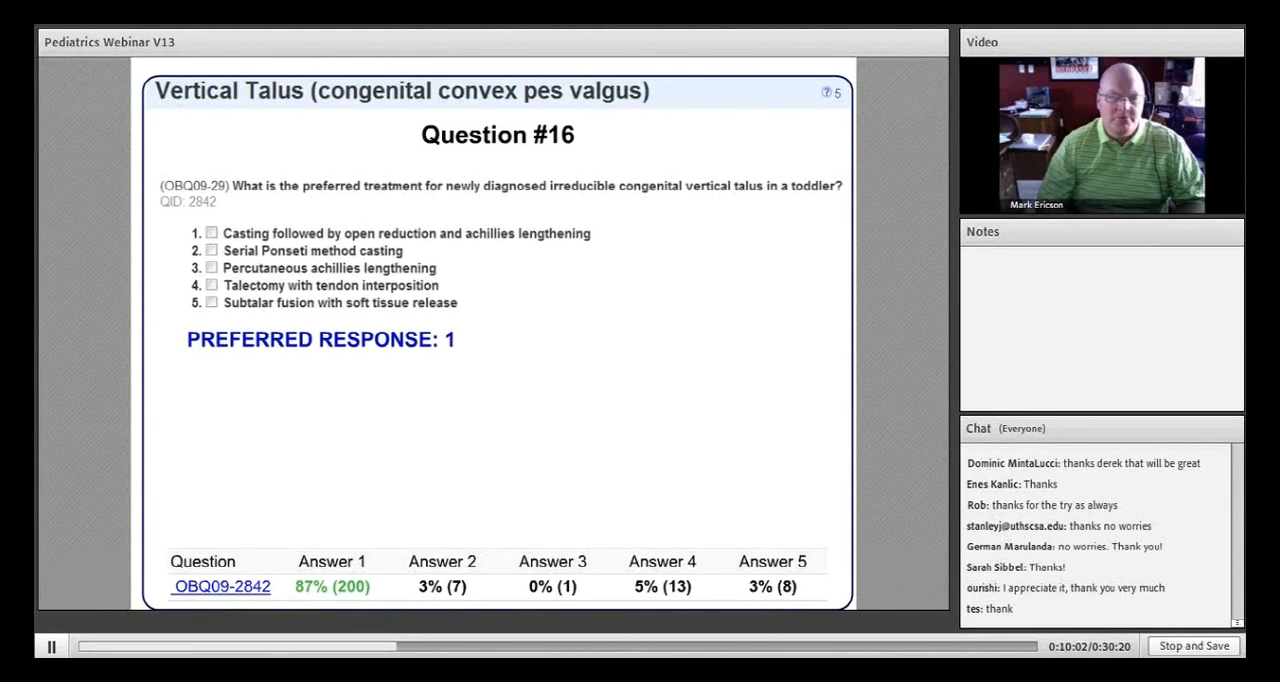 Pediatrics Webinar V13
Vertical Talus (congenital convex pes valgus)
5
Question #16
(OBQ09-29) What is the preferred treatment for newly diagnosed irreducible congenital vertical talus in a toddler?
QID: 2842
1. Casting followed by open reduction and achillies lengthening
2. Serial Ponseti method casting
3. Percutaneous achillies lengthening
4. Talectomy with tendon interposition
5. Subtalar fusion with soft tissue release
PREFERRED RESPONSE: 1
Question Answer 1 Answer 2 Answer 3 Answer 4 Answer 5
OBQ09-2842 87% (200) 3% (7) 0% (1) 5% (13) 3% (8)
Video
Mark Ericson
Notes
Chat (Everyone)
Dominic MintaLucci: thanks derek that will be great
Enes Kanlic: Thanks
Rob: thanks for the try as always
stanleyj@uthscsa.edu: thanks no worries
German Marulanda: no worries. Thank you!
Sarah Sibbel: Thanks!
ourishi: I appreciate it, thank you very much
tes: thank
0:10:02/0:30:20
Stop and Save